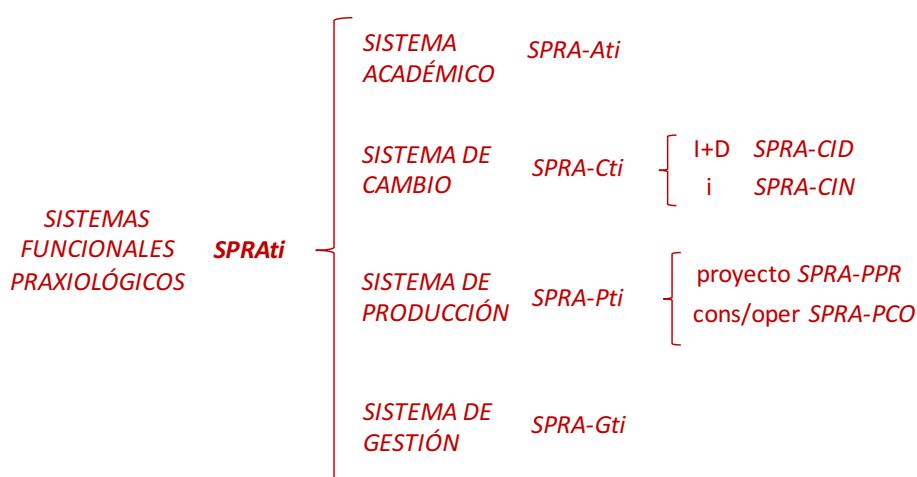 SISTEMA
ACADÉMICO SPRA-Ati
SISTEMA DE
CAMBIO SPRA-Cti
I+D SPRA-CID
i SPRA-CIN
SISTEMAS
FUNCIONALES
PRAXIOLÓGICOS SPRAti
SISTEMA DE
PRODUCCIÓN SPRA-Pti
proyecto SPRA-PPR
cons/oper SPRA-PCO
SISTEMA DE
GESTIÓN SPRA-Gti